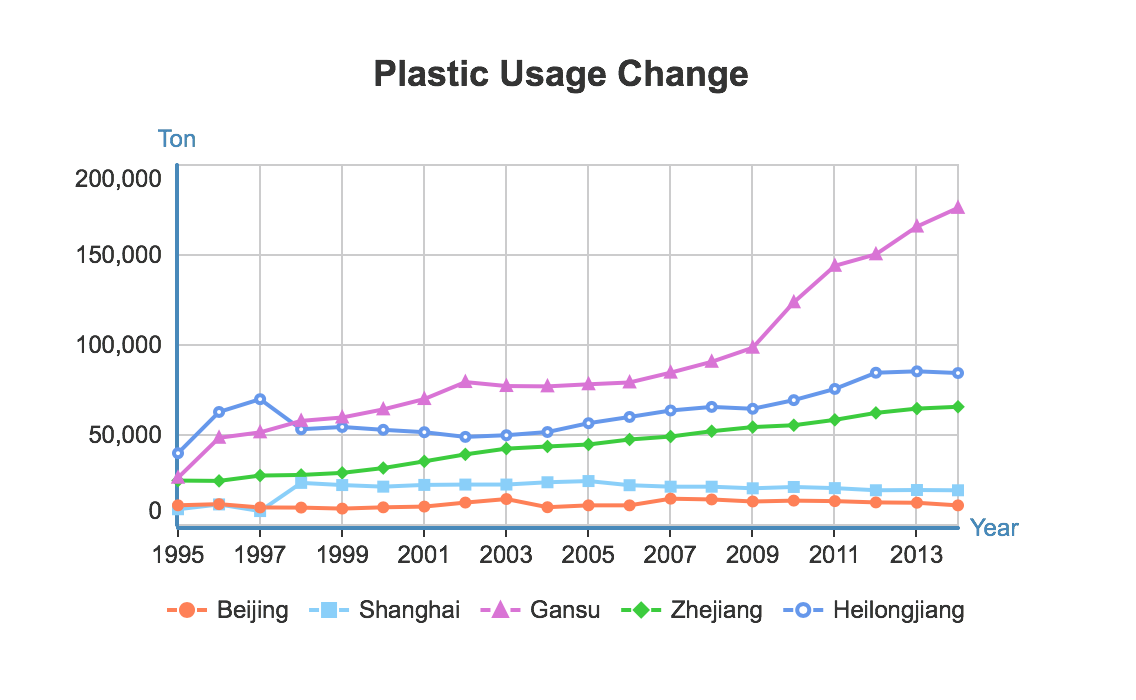 Plastic Usage Change
Ton
200,000
150,000
100,000
50,000
0
1995 1997 1999 2001 2003 2005 2007 2009 2011 2013 Year
Beijing Shanghai Gansu Zhejiang Heilongjiang